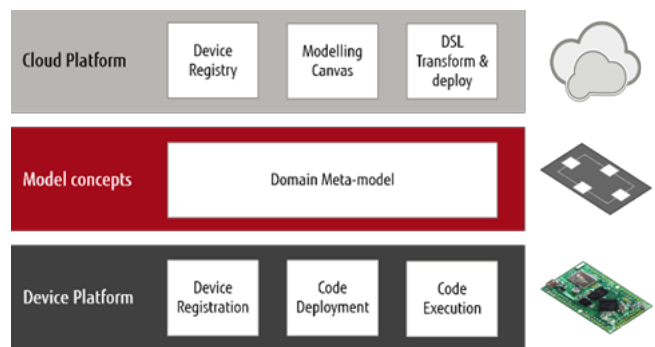 Cloud Platform
Device
Registry
Modelling
Canvas
DSL
Transform &
deploy
Model concepts
Domain Meta-model
Device Platform
Device
Registration
Code
Deployment
Code
Execution